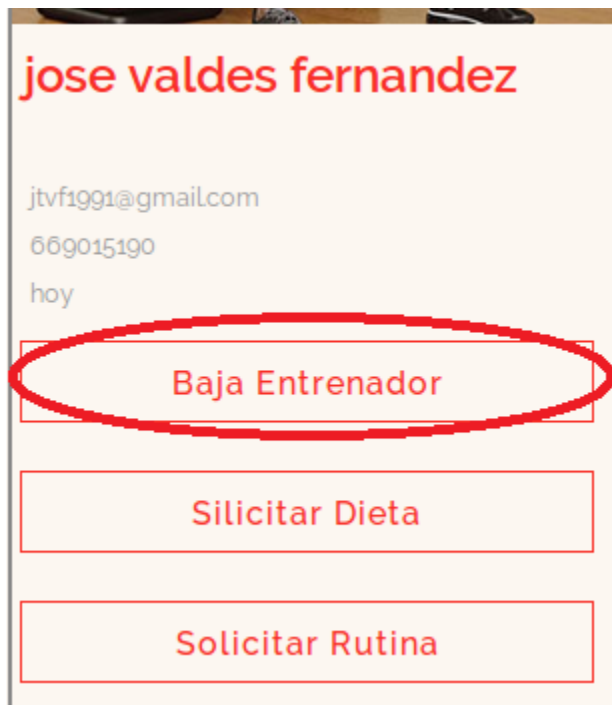 jose valdes fernandez
jtvf1991@gmail.com
669015190
hoy
Baja Entrenador
Silicitar Dieta
Solicitar Rutina